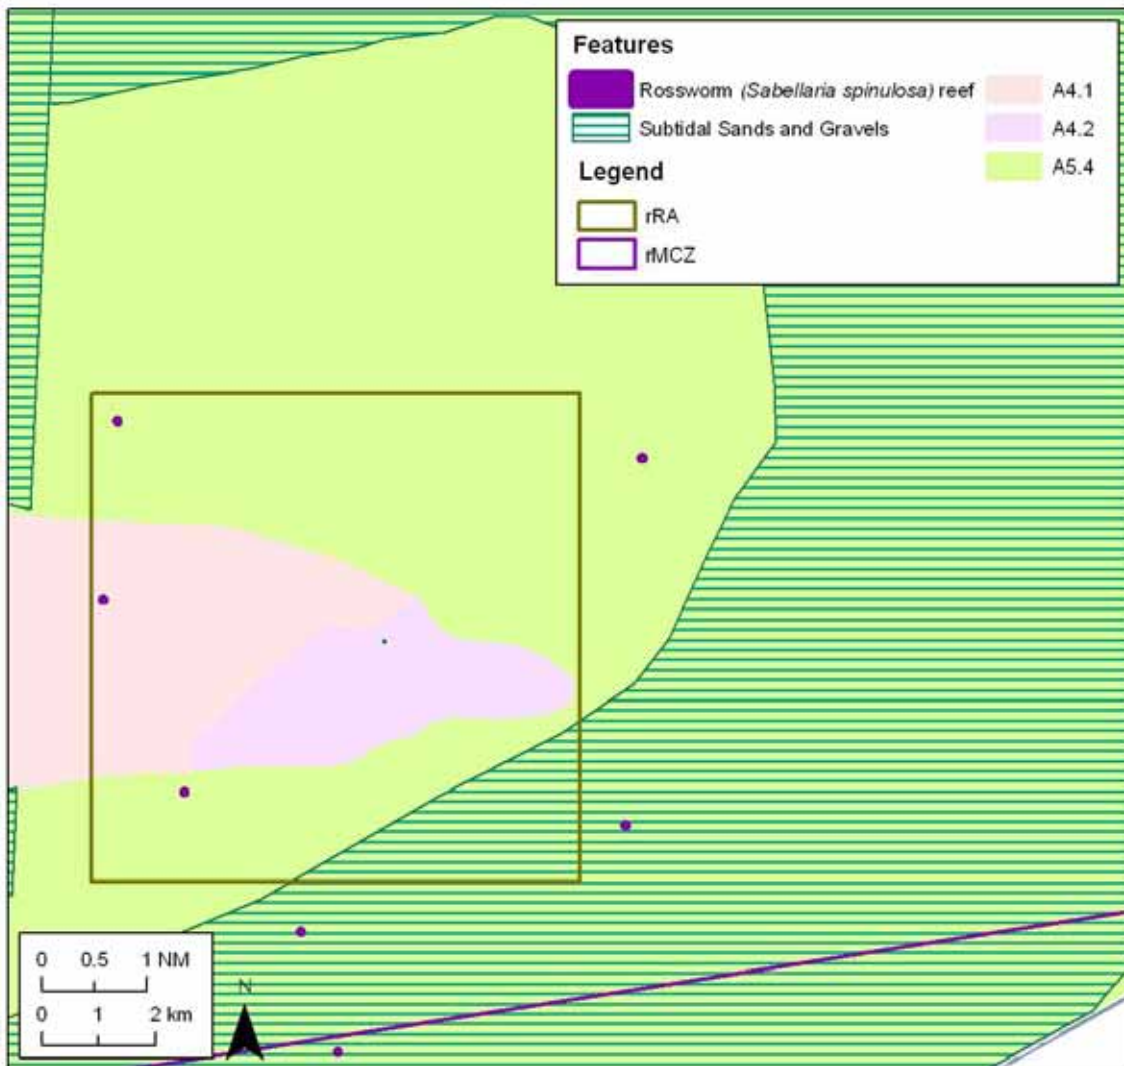 Features
Rossworm (Sabellaria spinulosa) reef
Subtidal Sands and Gravels
A4.1
A4.2
A5.4
Legend
rRA
rMCZ
0 0.5 1 NM
0 1 2 km
N